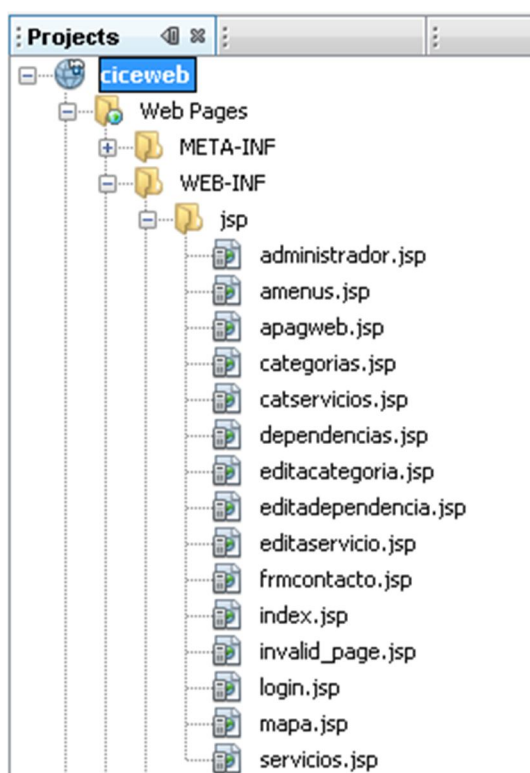 Projects
ciceweb
Web Pages
META-INF
WEB-INF
jsp
administrador.jsp
amenus.jsp
apagweb.jsp
categorias.jsp
catservicios.jsp
dependencias.jsp
editacategoria.jsp
editadependencia.jsp
editaservicio.jsp
frmcontacto.jsp
index.jsp
invalid_page.jsp
login.jsp
mapa.jsp
servicios.jsp